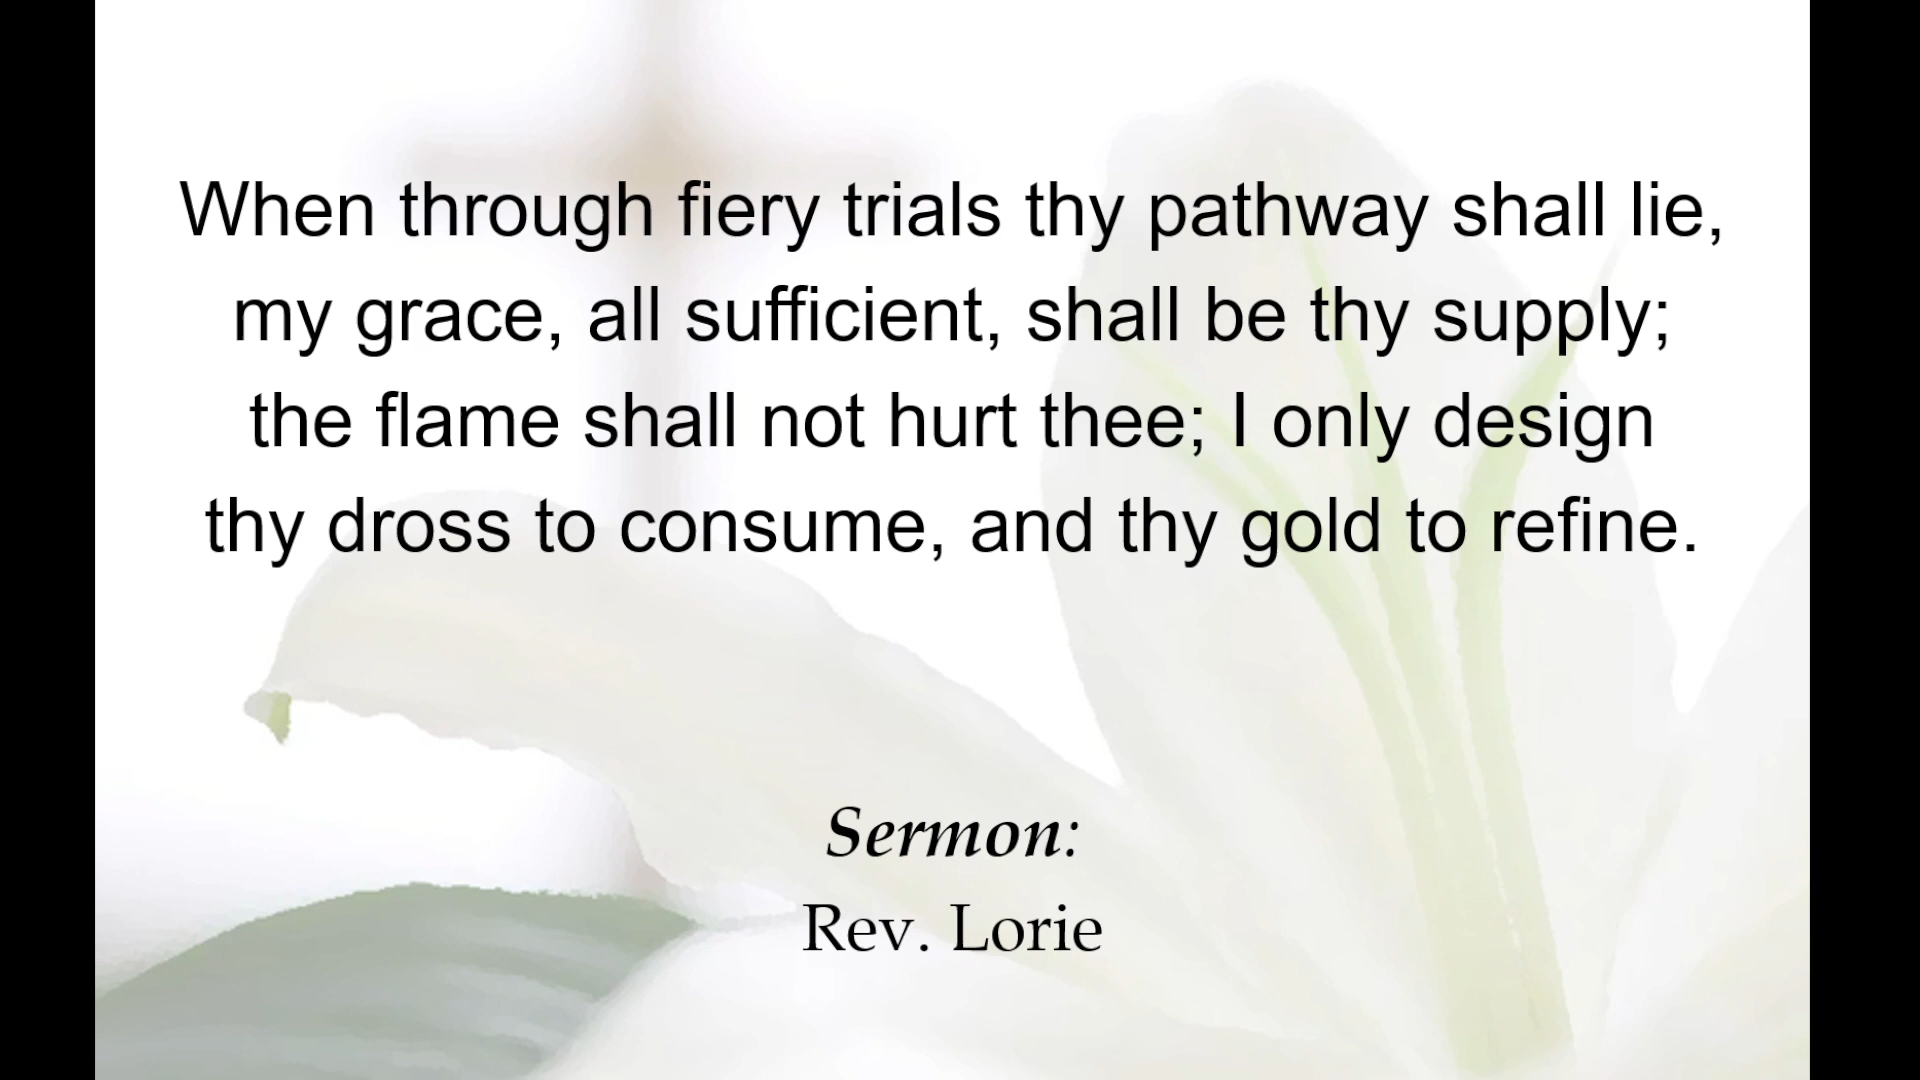 When through fiery trials thy pathway shall lie,
my grace, all sufficient, shall be thy supply;
the flame shall not hurt thee; I only design
thy dross to consume, and thy gold to refine.
Sermon:
Rev. Lorie